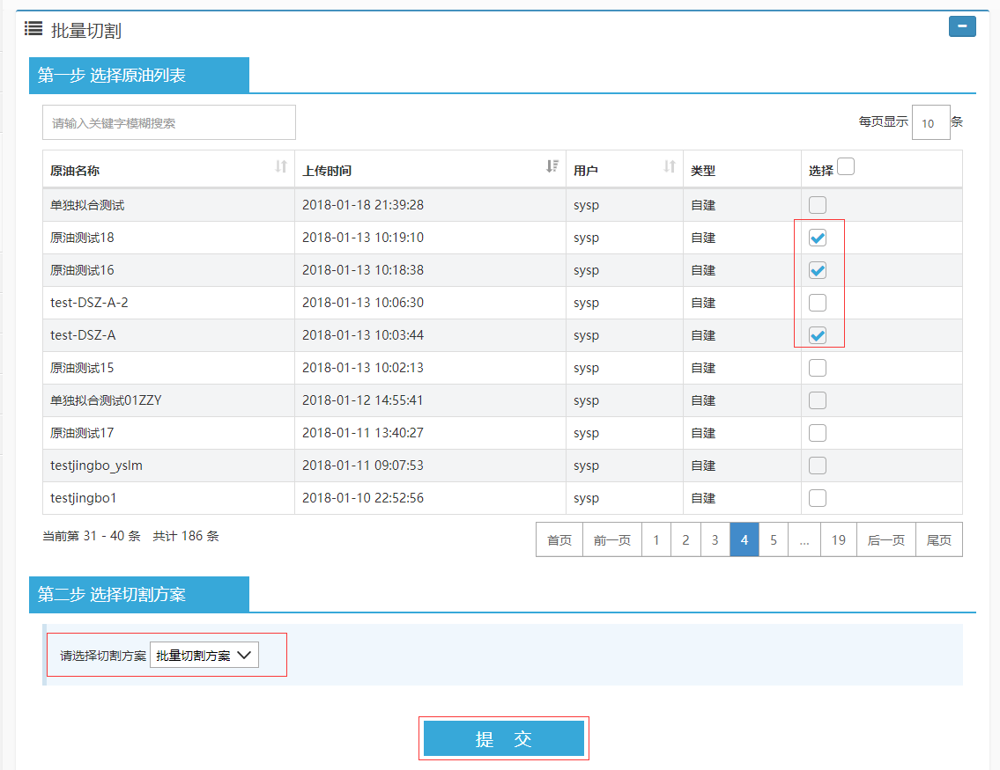 批量切割
第一步 选择原油列表
请输入关键字模糊搜索 每页显示 10 条
原油名称 上传时间 用户 类型 选择
单独拟合测试 2018-01-18 21:39:28 sysp 自建
原油测试18 2018-01-13 10:19:10 sysp 自建
原油测试16 2018-01-13 10:18:38 sysp 自建
test-DSZ-A-2 2018-01-13 10:06:30 sysp 自建
test-DSZ-A 2018-01-13 10:03:44 sysp 自建
原油测试15 2018-01-13 10:02:13 sysp 自建
单独拟合测试01ZZY 2018-01-12 14:55:41 sysp 自建
原油测试17 2018-01-11 13:40:27 sysp 自建
testjingbo_yslm 2018-01-11 09:07:53 sysp 自建
testjingbo1 2018-01-10 22:52:56 sysp 自建
当前第 31 - 40 条 共计 186 条 首页 前一页 1 2 3 4 5 ... 19 后一页 尾页
第二步 选择切割方案
请选择切割方案 批量切割方案
提 交